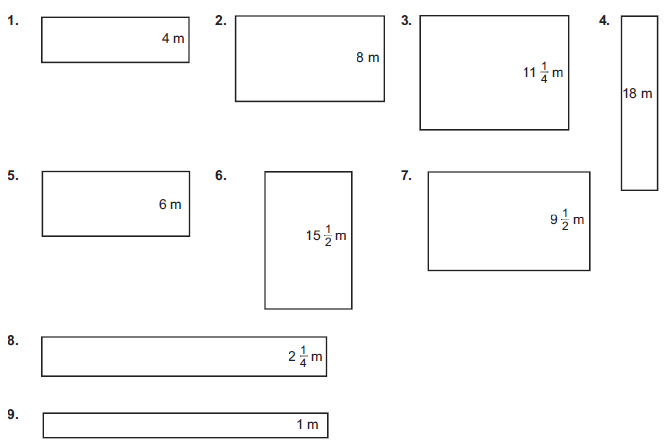 1. 4 m
2. 8 m
3. 11 1/4 m
4. 18 m
5. 6 m
6. 15 1/2 m
7. 9 1/2 m
8. 2 1/4 m
9. 1 m